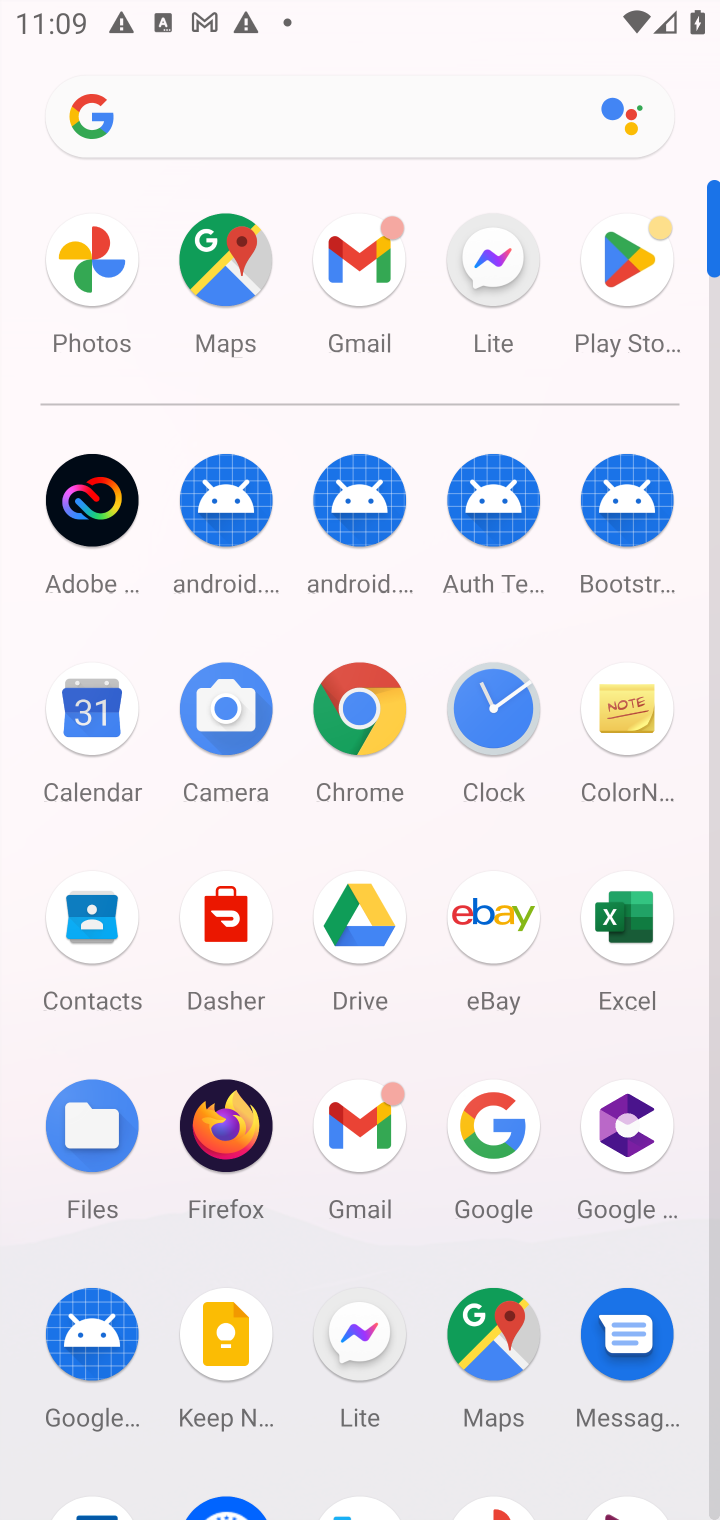 11:09
Photos Maps Gmail Lite Play Sto...
Adobe ... android.... android.... Auth Te... Bootstr...
NOTE
31
Calendar Camera Chrome Clock ColorN...
ebay
X
Contacts Dasher Drive eBay Excel
Files Firefox Gmail Google Google ...
Google... Keep N... Lite Maps Messag...